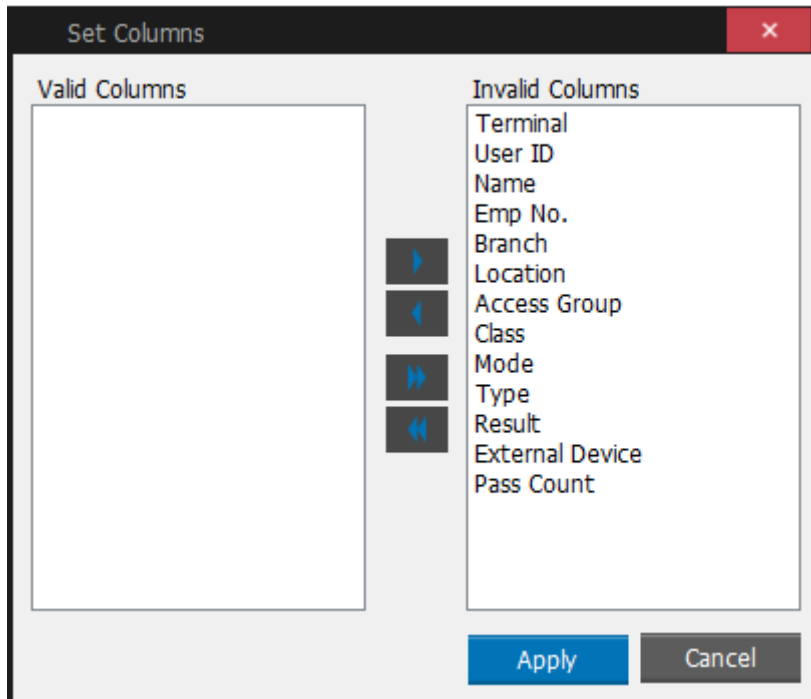 Set Columns
Valid Columns
Invalid Columns
Terminal
User ID
Name
Emp No.
Branch
Location
Access Group
Class
Mode
Type
Result
External Device
Pass Count
Apply
Cancel